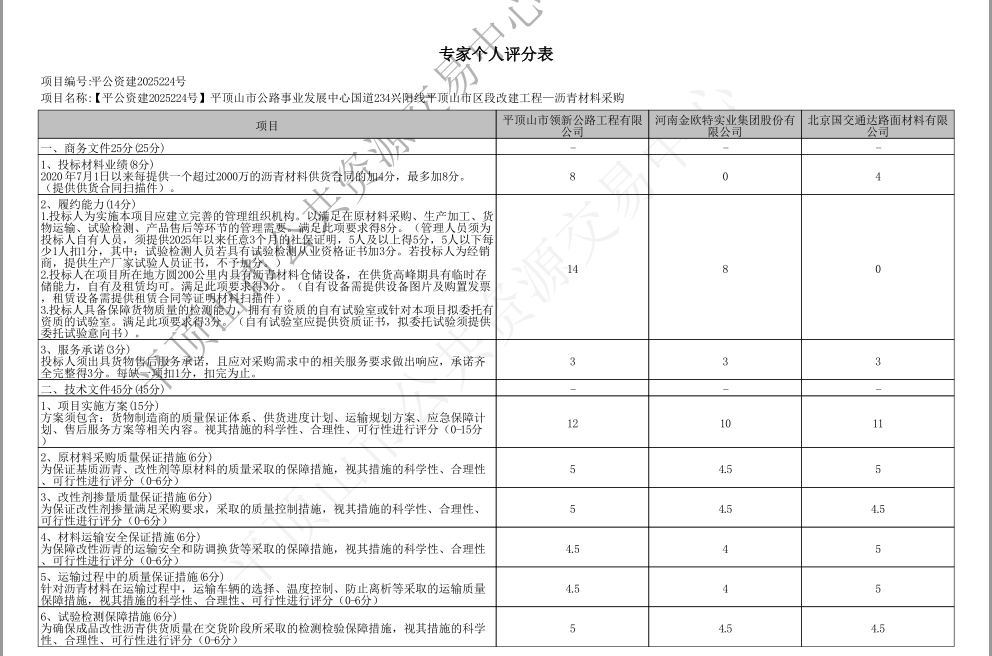 专家个人评分表
项目编号:平公资建2025224号
项目名称:【平公资建2025224号】平顶山市公路事业发展中心国道234兴阳线平顶山市区段改建工程—沥青材料采购
项目 平顶山市领新公路工程有限公司 河南金欧特实业集团股份有限公司 北京国交通达路面材料有限公司
一、商务文件25分(25分) – – –
1、投标材料业绩(8分)
2020年7月1日以来每提供一个超过2000万的沥青材料供货合同的加4分，最多加8分。
（提供供货合同扫描件）。
8 0 4
2、履约能力(14分)
1.投标人为实施本项目应建立完善的管理组织机构。以满足在原材料采购、生产加工、货
物运输、试验检测、产品售后等环节的管理需要。满足此项要求得8分。（管理人员须为
投标人自有人员，须提供2025年以来任意3个月的社保证明，5人及以上得5分，5人以下每
少1人扣1分，其中：试验检测人员若具有试验检测从业资格证书加3分。若投标人为经销
商，提供生产厂家试验人员证书，不予加分。
2.投标人在项目所在地方圆200公里内具有沥青材料仓储设备，在供货高峰期具有临时存
储能力，自有及租赁均可。满足此项要求得3分。（自有设备需提供设备图片及购置发票
，租赁设备需提供租赁合同等证明材料扫描件）。
3.投标人具备保障货物质量的检测能力，拥有有资质的自有试验室或针对本项目拟委托有
资质的试验室。满足此项要求得3分。（自有试验室应提供资质证书，拟委托试验须提供
委托试验意向书）。
14 8 0
3、服务承诺(3分)
投标人须出具货物售后服务承诺，且应对采购需求中的相关服务要求做出响应，承诺齐
全完整得3分。每缺一项扣1分，扣完为止。
3 3 3
二、技术文件45分(45分) – – –
1、项目实施方案(15分)
方案须包含：货物制造商的质量保证体系、供货进度计划、运输规划方案、应急保障计
划、售后服务方案等相关内容。视其措施的科学性、合理性、可行性进行评分（0-15分
）
12 10 11
2、原材料采购质量保证措施(6分)
为保证基质沥青、改性剂等原材料的质量采取的保障措施，视其措施的科学性、合理性
、可行性进行评分（0-6分）
5 4.5 5
3、改性剂掺量质量保证措施(6分)
为保证改性剂掺量满足采购要求，采取的质量控制措施，视其措施的科学性、合理性、
可行性进行评分（0-6分）
5 4.5 4.5
4、材料运输安全保证措施(6分)
为保障改性沥青的运输安全和防调换货等采取的保障措施，视其措施的科学性、合理性
、可行性进行评分（0-6分）
4.5 4 5
5、运输过程中的质量保证措施(6分)
针对沥青材料在运输过程中，运输车辆的选择、温度控制、防止离析等采取的运输质量
保障措施，视其措施的科学性、合理性、可行性进行评分（0-6分）
4.5 4 5
6、试验检测保障措施(6分)
为确保成品改性沥青供货质量在交货阶段所采取的检测检验保障措施，视其措施的科学
性、合理性、可行性进行评分（0-6分）
5 4.5 4.5
平顶山市公共资源交易中心
平顶山市公共资源交易中心